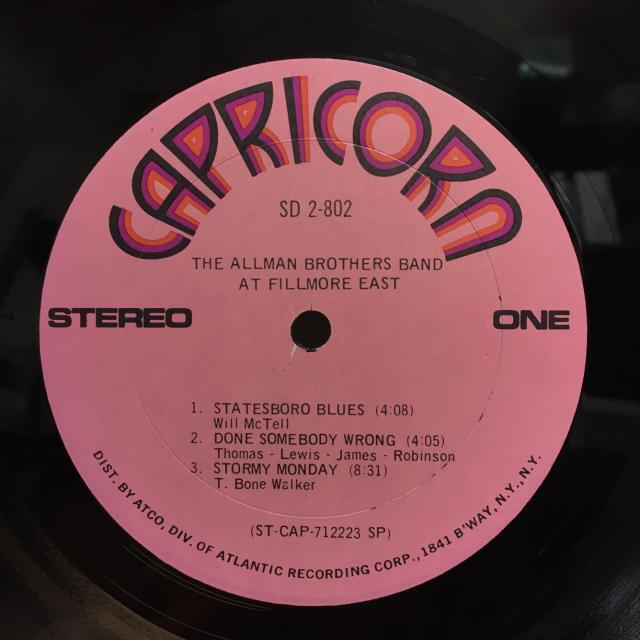 CAPRICORN
SD 2-802
THE ALLMAN BROTHERS BAND
AT FILLMORE EAST
STEREO
ONE
1. STATESBORO BLUES (4:08)
Will McTell
2. DONE SOMEBODY WRONG (4:05)
Thomas - Lewis - James - Robinson
3. STORMY MONDAY (8:31)
T. Bone Walker
(ST-CAP-712223 SP)
DIST. BY ATCO, DIV. OF ATLANTIC RECORDING CORP., 1841 B'WAY, N.Y., N.Y.